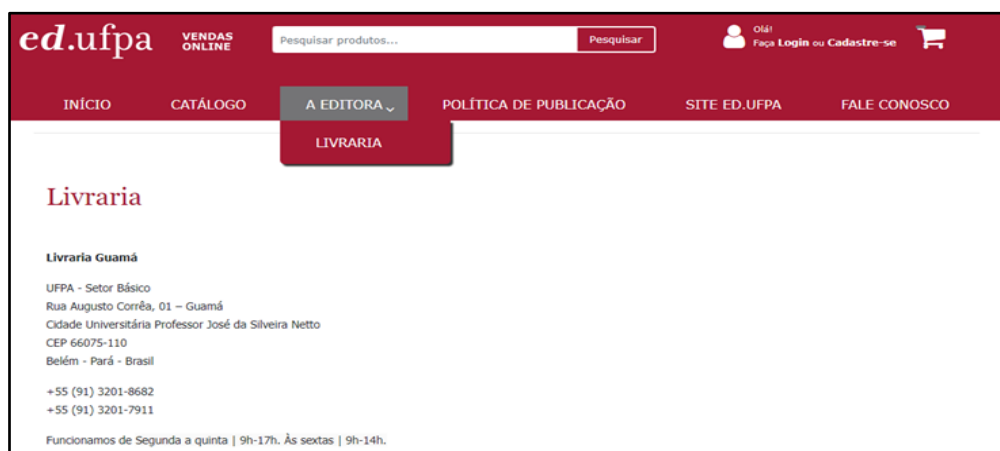 ed.ufpa VENDAS ONLINE
Pesquisar produtos...
Pesquisar
Olá!
Faça Login ou Cadastre-se
INÍCIO CATÁLOGO A EDITORA POLÍTICA DE PUBLICAÇÃO SITE ED.UFPA FALE CONOSCO
LIVRARIA
Livraria
Livraria Guamá
UFPA - Setor Básico
Rua Augusto Corrêa, 01 – Guamá
Cidade Universitária Professor José da Silveira Netto
CEP 66075-110
Belém - Pará - Brasil
+55 (91) 3201-8682
+55 (91) 3201-7911
Funcionamos de Segunda a quinta | 9h-17h. Às sextas | 9h-14h.